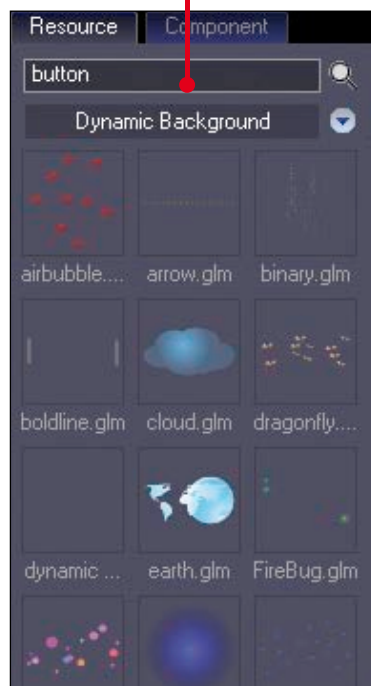 Resource Component
button
Dynamic Background
airbubble.... arrow.glm binary.glm
boldline.glm cloud.glm dragonfly....
dynamic ... earth.glm FireBug.glm